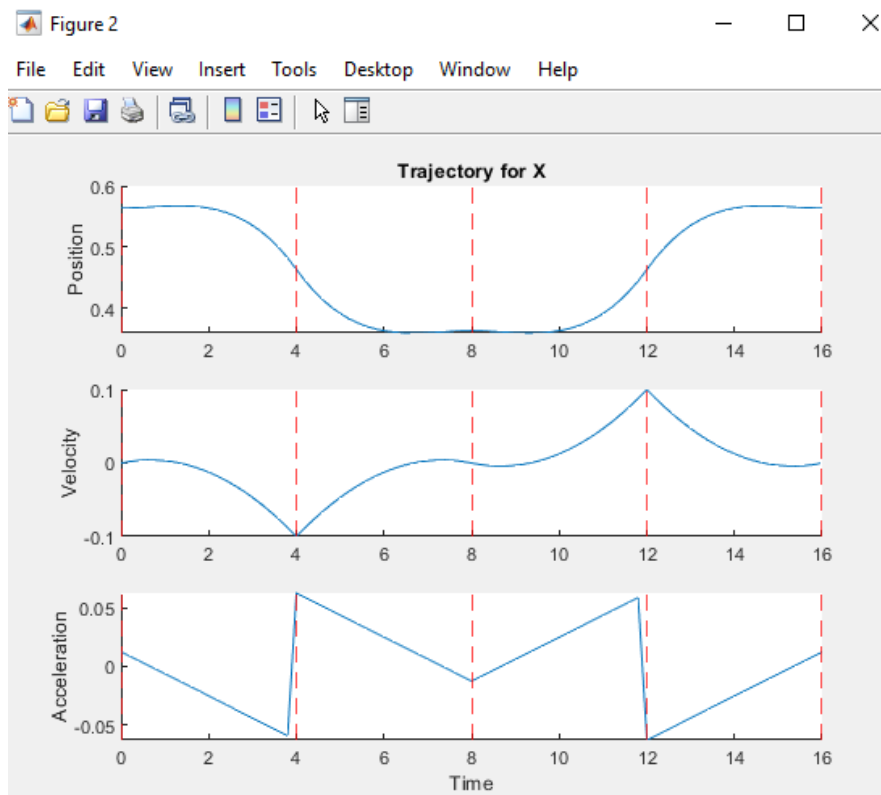 Figure 2
File Edit View Insert Tools Desktop Window Help
Trajectory for X
Position
0.6
0.5
0.4
0 2 4 6 8 10 12 14 16
Velocity
0.1
0
-0.1
0 2 4 6 8 10 12 14 16
Acceleration
0.05
0
-0.05
0 2 4 6 8 10 12 14 16
Time